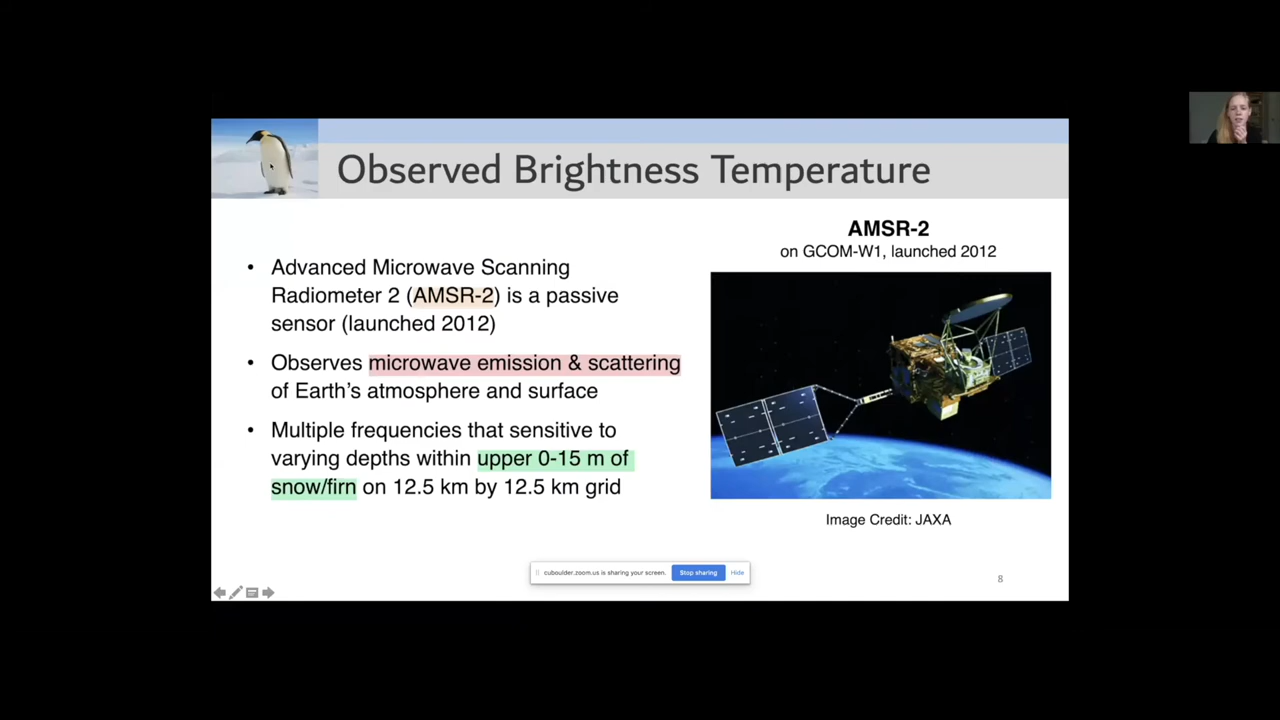 Observed Brightness Temperature
• Advanced Microwave Scanning
Radiometer 2 (AMSR-2) is a passive
sensor (launched 2012)
• Observes microwave emission & scattering
of Earth's atmosphere and surface
• Multiple frequencies that sensitive to
varying depths within upper 0-15 m of
snow/firn on 12.5 km by 12.5 km grid
AMSR-2
on GCOM-W1, launched 2012
Image Credit: JAXA
cuboulder.zoom.us is sharing your screen.
Stop sharing
Hide
8